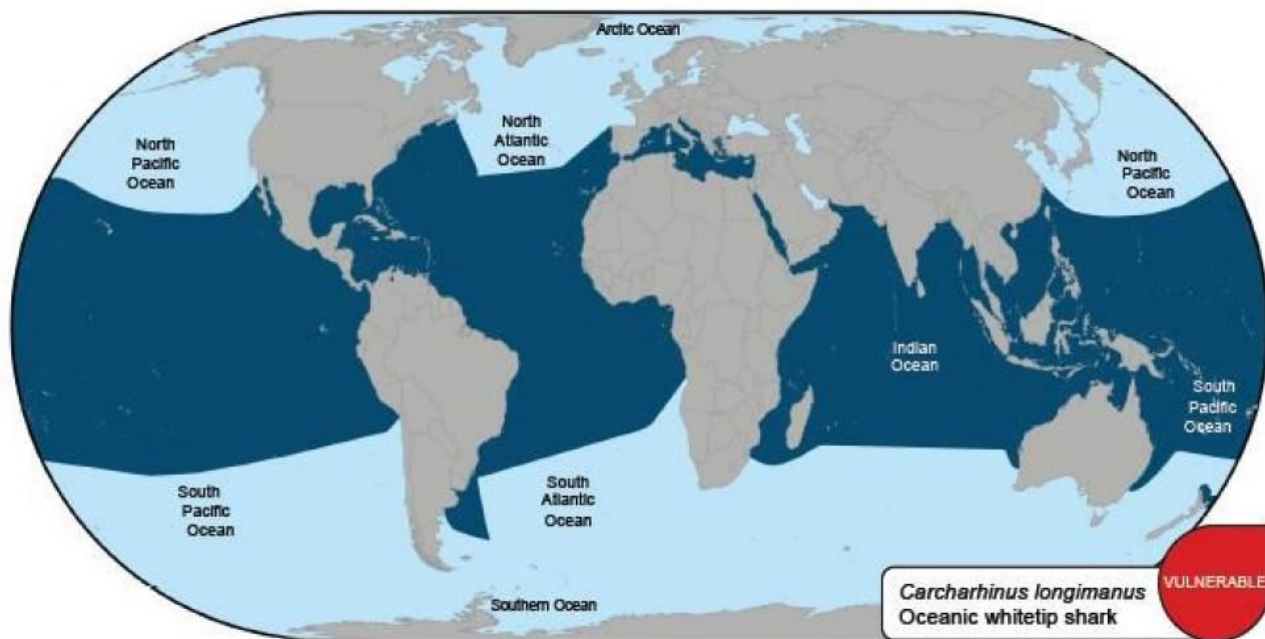 Arctic Ocean
North
Pacific
Ocean
North
Atlantic
Ocean
North
Pacific
Ocean
Indian
Ocean
South
Pacific
Ocean
South
Pacific
Ocean
South
Atlantic
Ocean
Southern Ocean
Carcharhinus longimanus
Oceanic whitetip shark
VULNERABLE